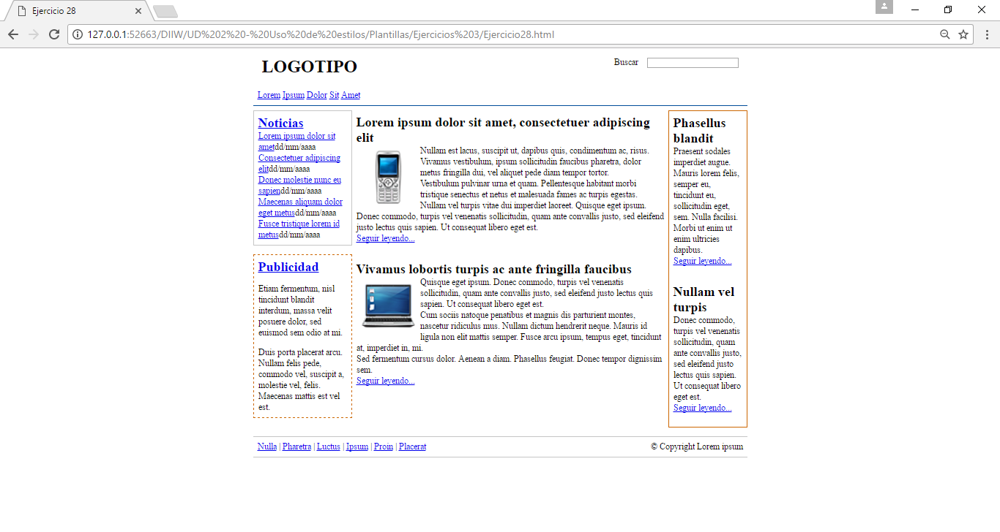 Ejercicio 28
127.0.0.1:52663/DIIW/UD%202%20-%20Uso%20de%20estilos/Plantillas/Ejercicios%203/Ejercicio28.html
LOGOTIPO
Buscar
Lorem Ipsum Dolor Sit Amet
Noticias
Lorem ipsum dolor sit
ametdd/mm/aaaa
Consectetuer adipiscing
elitdd/mm/aaaa
Donec molestie nunc eu
sapiendd/mm/aaaa
Maecenas aliquam dolor
eget metusdd/mm/aaaa
Fusce tristique lorem id
metusdd/mm/aaaa
Publicidad
Etiam fermentum, nisl
tincidunt blandit
interdum, massa velit
posuere dolor, sed
euismod sem odio at mi.
Duis porta placerat arcu.
Nullam felis pede,
commodo vel, suscipit a,
molestie vel, felis.
Maecenas mattis est vel
est.
Lorem ipsum dolor sit amet, consectetuer adipiscing
elit
Nullam est lacus, suscipit ut, dapibus quis, condimentum ac, risus.
Vivamus vestibulum, ipsum sollicitudin faucibus pharetra, dolor
metus fringilla dui, vel aliquet pede diam tempor tortor.
Vestibulum pulvinar urna et quam. Pellentesque habitant morbi
tristique senectus et netus et malesuada fames ac turpis egestas.
Nullam vel turpis vitae dui imperdiet laoreet. Quisque eget ipsum.
Donec commodo, turpis vel venenatis sollicitudin, quam ante convallis justo, sed eleifend
justo lectus quis sapien. Ut consequat libero eget est.
Seguir leyendo...
Vivamus lobortis turpis ac ante fringilla faucibus
Quisque eget ipsum. Donec commodo, turpis vel venenatis
sollicitudin, quam ante convallis justo, sed eleifend justo lectus quis
sapien. Ut consequat libero eget est.
Cum sociis natoque penatibus et magnis dis parturient montes,
nascetur ridiculus mus. Nullam dictum hendrerit neque. Mauris id
ligula non elit mattis semper. Fusce arcu ipsum, tempus eget, tincidunt
at, imperdiet in, mi.
Sed fermentum cursus dolor. Aenean a diam. Phasellus feugiat. Donec tempor dignissim
sem.
Seguir leyendo...
Phasellus
blandit
Praesent sodales
imperdiet augue.
Mauris lorem felis,
semper eu,
tincidunt eu,
sollicitudin eget,
sem. Nulla facilisi.
Morbi ut enim ut
enim ultricies
dapibus.
Seguir leyendo...
Nullam vel
turpis
Donec commodo,
turpis vel venenatis
sollicitudin, quam
ante convallis justo,
sed eleifend justo
lectus quis sapien.
Ut consequat libero
eget est.
Seguir leyendo...
Nulla | Pharetra | Luctus | Ipsum | Proin | Placerat
© Copyright Lorem ipsum